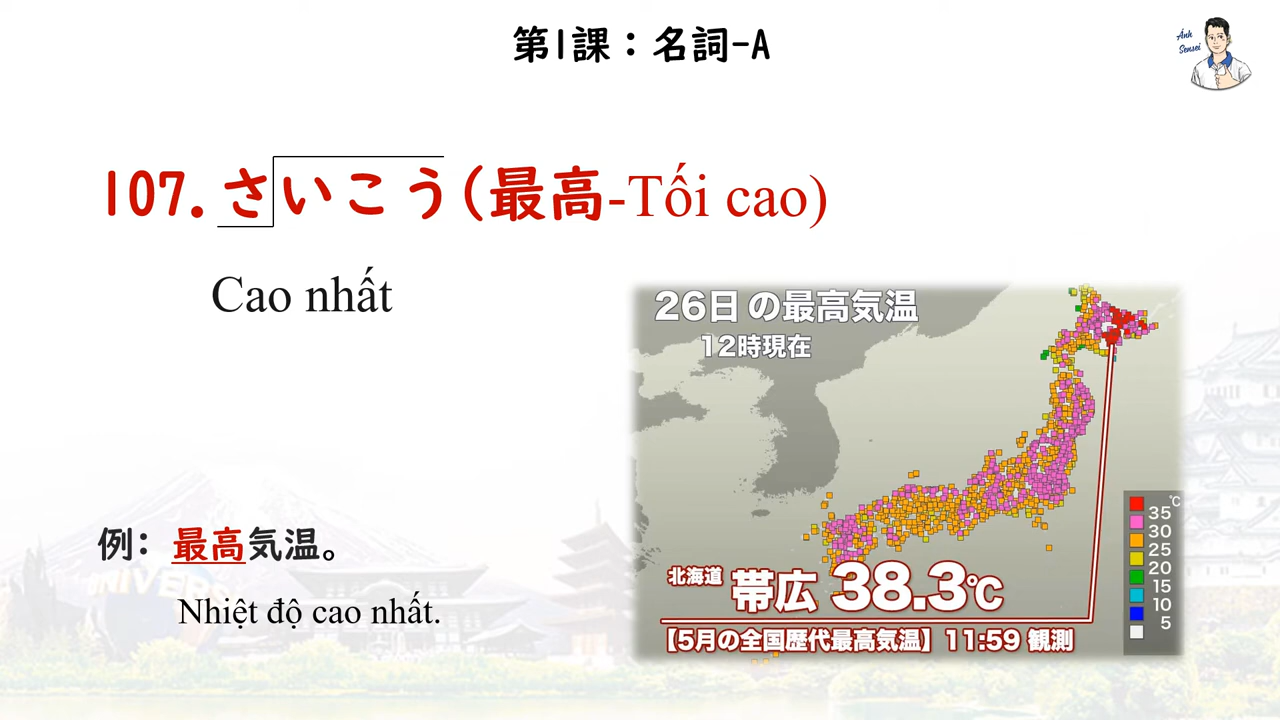 第1課：名詞-A
Ánh
Sensei
107. さいこう(最高-Tối cao)
Cao nhất
26日の最高気温
12時現在
℃
35
30
25
20
15
10
5
北海道 帯広 38.3℃
【5月の全国歴代最高気温】 11:59 観測
例： 最高気温。
Nhiệt độ cao nhất.
UNIVERS